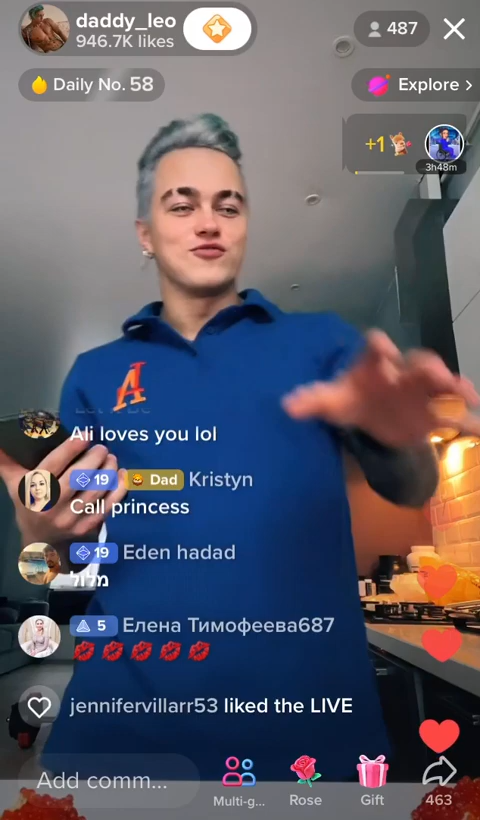 daddy_leo
946.7K likes
487
Daily No. 58
Explore >
+1
3h48m
A
Ali loves you lol
19 Dad Kristyn
Call princess
19 Eden hadad
מלול
5 Елена Тимофеева687
jennifervillarr53 liked the LIVE
Add comm...
Multi-g...
Rose
Gift
463